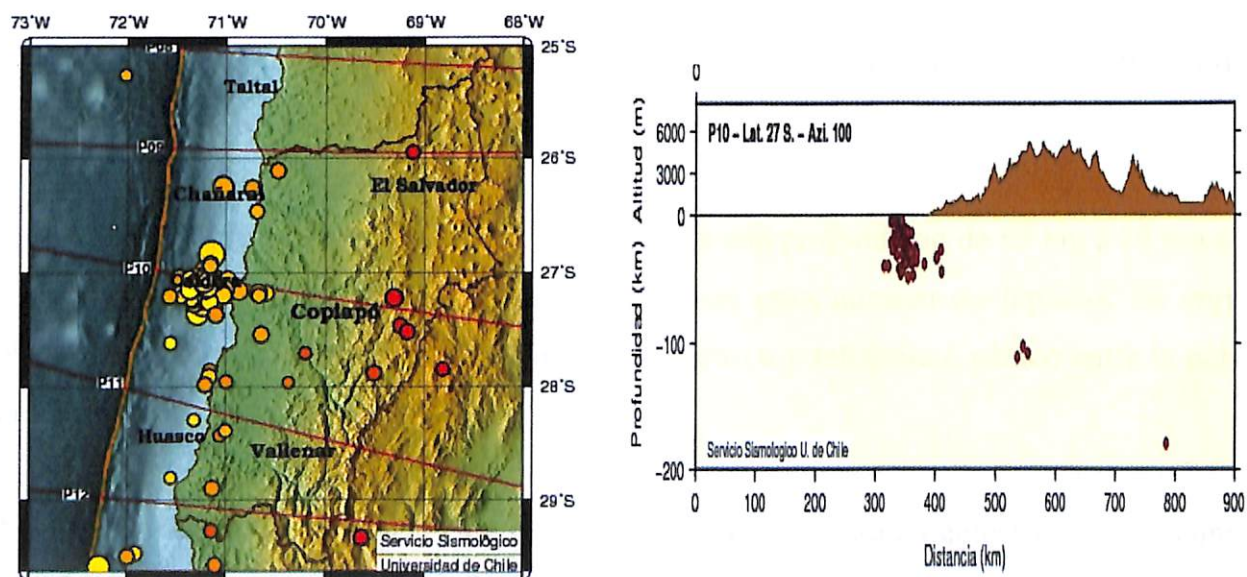 73°W 72°W 71°W 70°W 69°W 68°W
25°S
Taltal
P09
26°S
Chañaral
El Salvador
P10
27°S
Copiapó
P11
28°S
Huasco
Vallenar
P12
29°S
Servicio Sismológico
Universidad de Chile
0
P10 – Lat. 27 S. – Azi. 100
Altitud (m)
6000
3000
0
Profundidad (km)
-100
-200
Servicio Sismologico U. de Chile
0 100 200 300 400 500 600 700 800 900
Distancia (km)